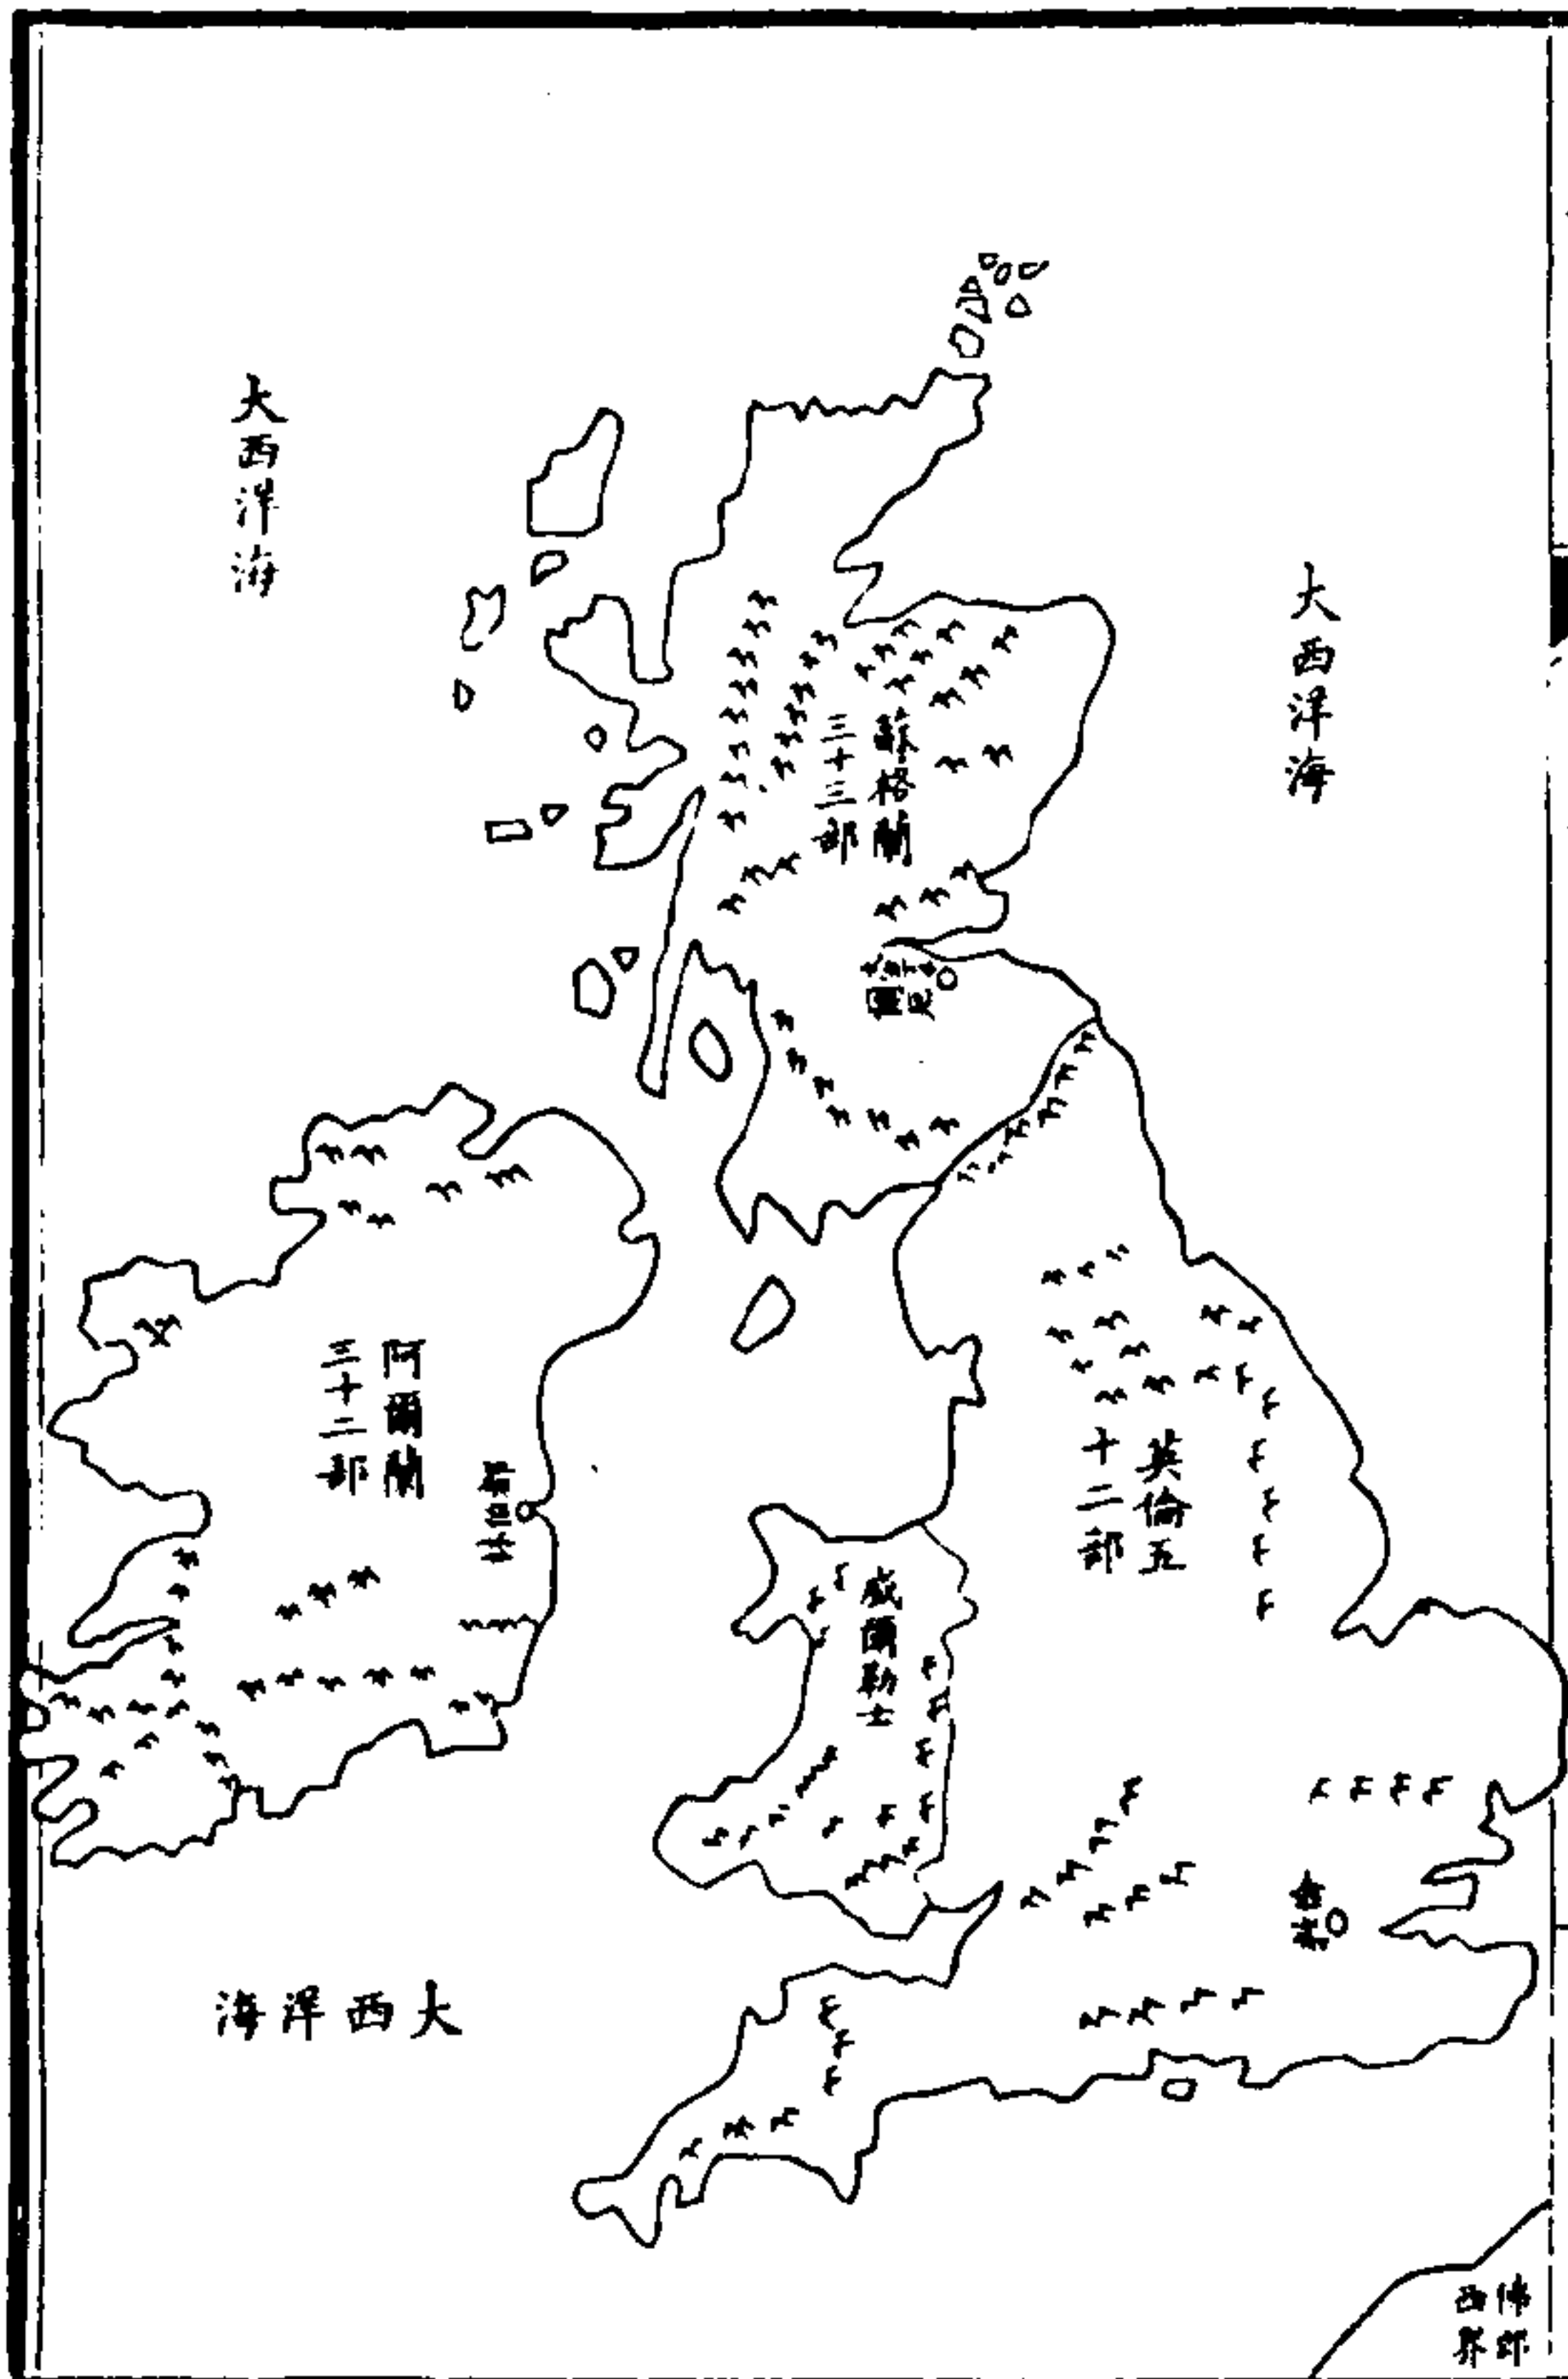 大西洋海
大西洋海
蘇格蘭
三十三部
阿爾蘭
三十二部
英倫五
十二部
威爾勒士
大西洋海
佛郎
西界